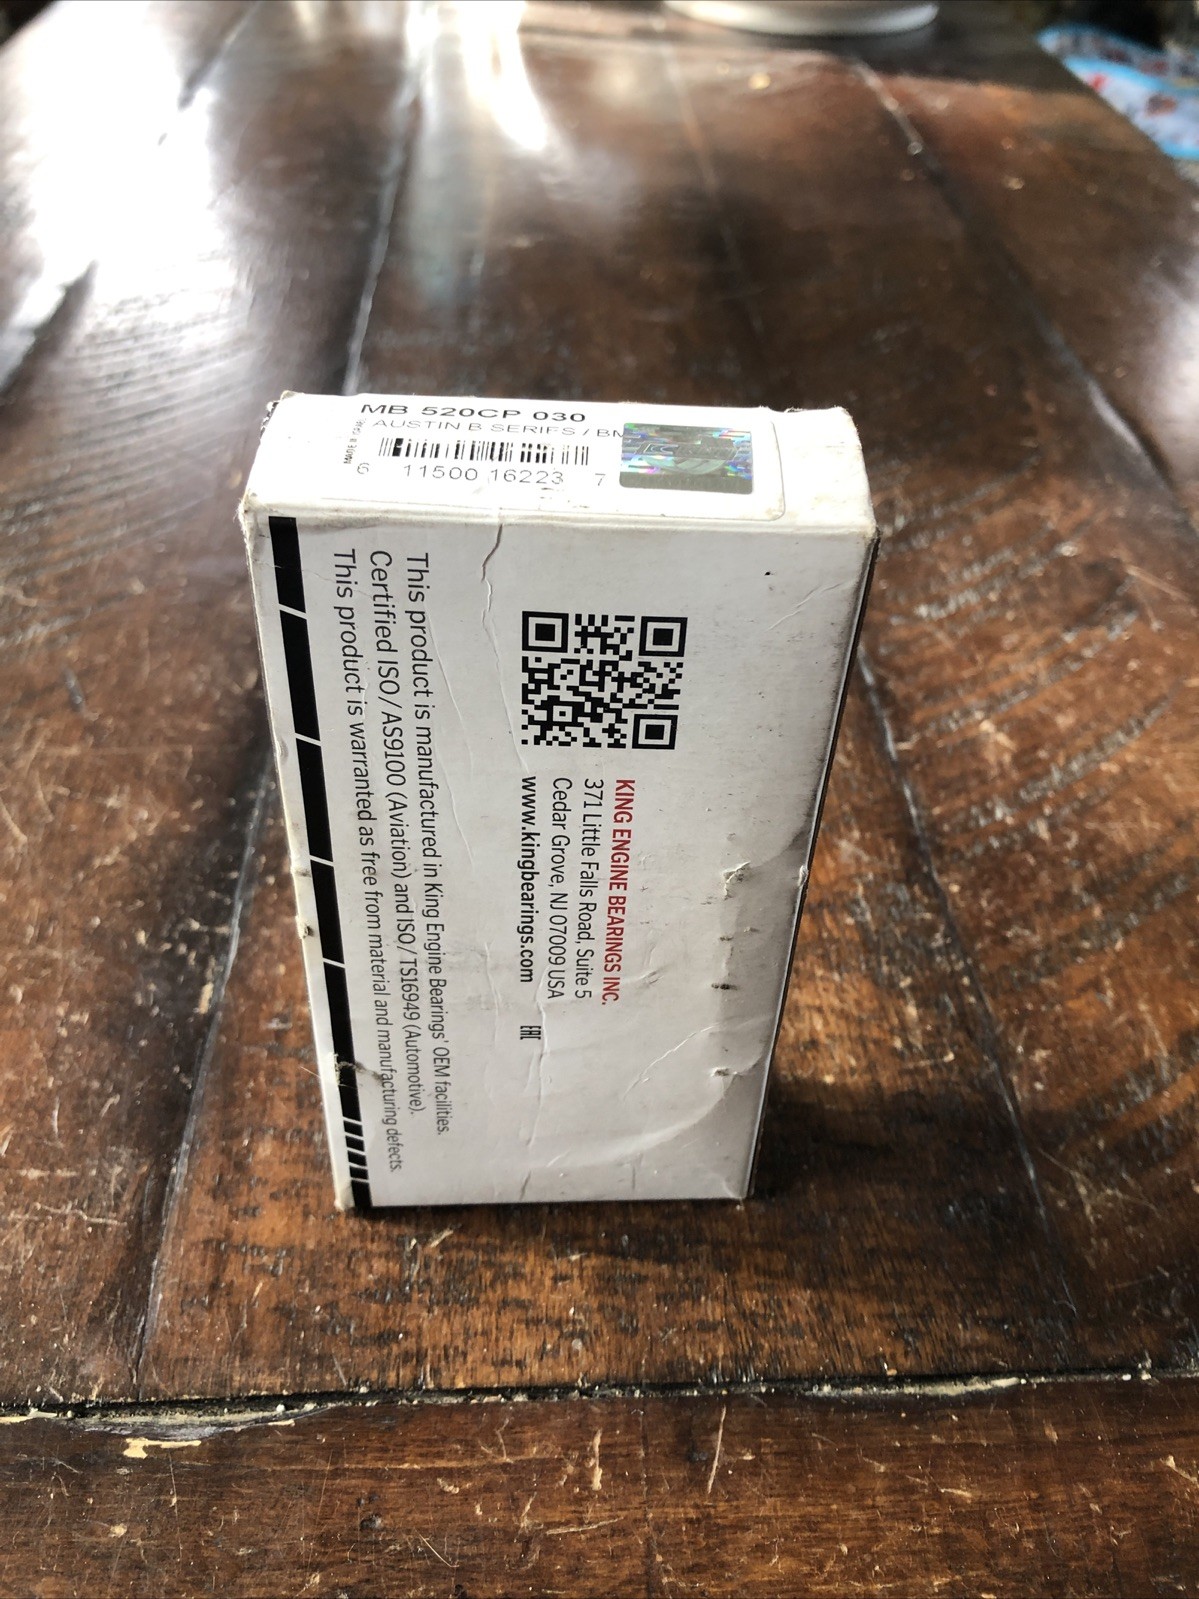 MB 520CP 030
AUSTIN B SERIES / BM
11500 16223 7
KING ENGINE BEARINGS INC.
371 Little Falls Road, Suite 5
Cedar Grove, NJ 07009 USA
www.kingbearings.com
EAC
This product is manufactured in King Engine Bearings' OEM facilities.
Certified ISO / AS9100 (Aviation) and ISO / TS16949 (Automotive).
This product is warranted as free from material and manufacturing defects.